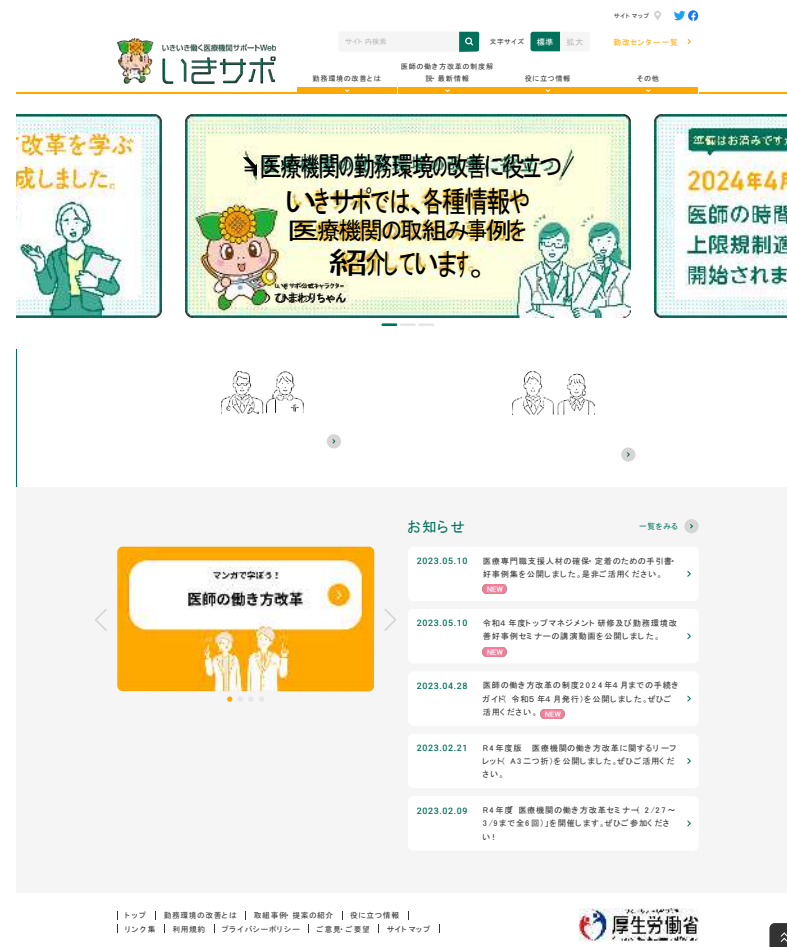 サイトマップ
いきいき働く医療機関サポートWeb
いきサポ
サイト内検索
文字サイズ 標準 拡大
勤改センター一覧
勤務環境の改善とは
医師の働き方改革の制度解
説・最新情報
役に立つ情報
その他
改革を学ぶ
成しました。
医療機関の勤務環境の改善に役立つ
いきサポでは、各種情報や
医療機関の取組み事例を
紹介しています。
いきサポ公式キャラクター
ひまわりちゃん
準備はお済みですか
2024年4月
医師の時間
上限規制適
開始されま
お知らせ
一覧をみる
マンガで学ぼう!
医師の働き方改革
2023.05.10
医療専門職支援人材の確保・定着のための手引書・
好事例集を公開しました。是非ご活用ください。
NEW
2023.05.10
令和4年度トップマネジメント研修及び勤務環境改
善好事例セミナーの講演動画を公開しました。
NEW
2023.04.28
医師の働き方改革の制度2024年4月までの手続き
ガイド(令和5年4月発行)を公開しました。ぜひご
活用ください。 NEW
2023.02.21
R4年度版 医療機関の働き方改革に関するリーフ
レット(A3二つ折)を公開しました。ぜひご活用くだ
さい。
2023.02.09
R4年度「医療機関の働き方改革セミナー(2/27~
3/9まで全6回)」を開催します。ぜひご参加くださ
い!
トップ 勤務環境の改善とは 取組事例・提案の紹介 役に立つ情報
リンク集 利用規約 プライバシーポリシー ご意見・ご要望 サイトマップ
厚生労働省